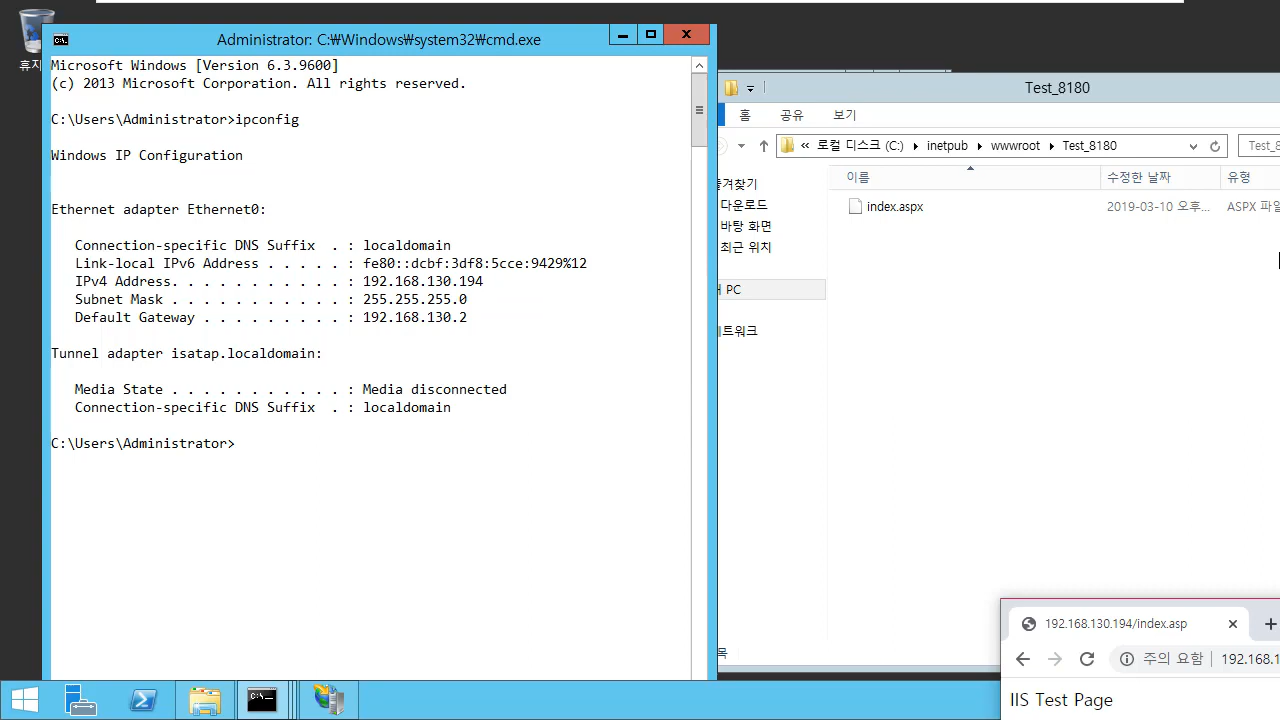 휴지
Administrator: C:₩Windows₩system32₩cmd.exe
Microsoft Windows [Version 6.3.9600]
(c) 2013 Microsoft Corporation. All rights reserved.
C:\Users\Administrator>ipconfig
Windows IP Configuration
Ethernet adapter Ethernet0:
Connection-specific DNS Suffix . : localdomain
Link-local IPv6 Address . . . . . : fe80::dcbf:3df8:5cce:9429%12
IPv4 Address. . . . . . . . . . . : 192.168.130.194
Subnet Mask . . . . . . . . . . . : 255.255.255.0
Default Gateway . . . . . . . . . : 192.168.130.2
Tunnel adapter isatap.localdomain:
Media State . . . . . . . . . . . : Media disconnected
Connection-specific DNS Suffix . : localdomain
C:\Users\Administrator>
Test_8180
홈 공유 보기
« 로컬 디스크 (C:) inetpub wwwroot Test_8180 Test_8
이름 수정한 날짜 유형
index.aspx 2019-03-10 오후... ASPX 파일
겨찾기
다운로드
바탕 화면
최근 위치
PC
트워크
목
192.168.130.194/index.asp
주의 요함 192.168.1
IIS Test Page